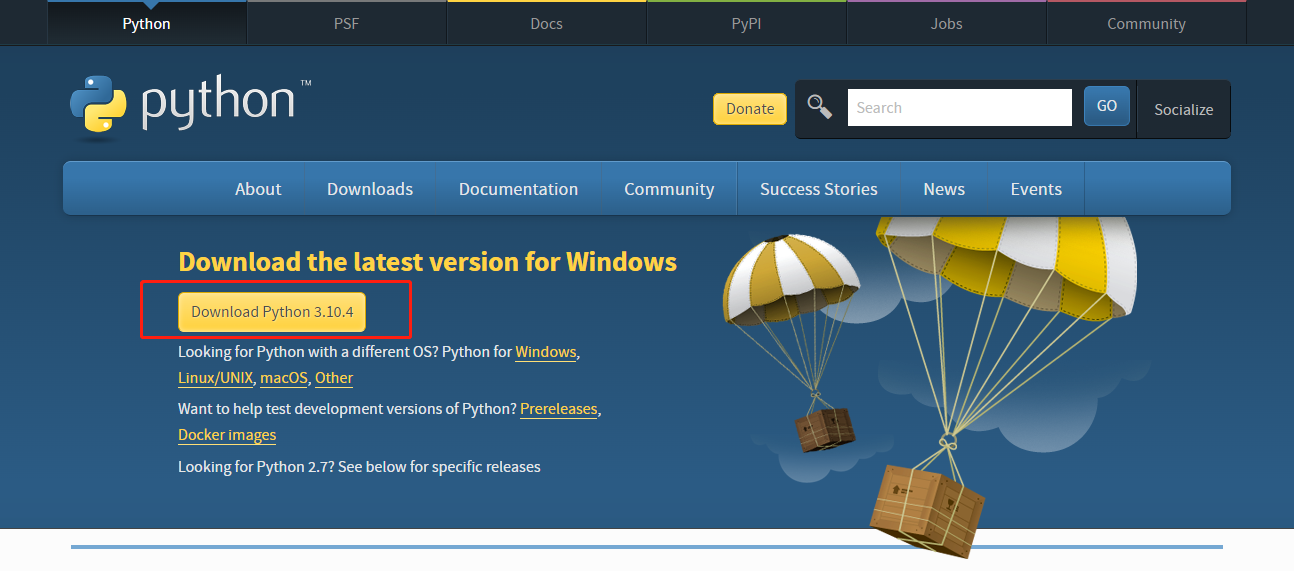 Python PSF Docs PyPI Jobs Community
python™
Donate Search GO Socialize
About Downloads Documentation Community Success Stories News Events
Download the latest version for Windows
Download Python 3.10.4
Looking for Python with a different OS? Python for Windows,
Linux/UNIX, macOS, Other
Want to help test development versions of Python? Prereleases,
Docker images
Looking for Python 2.7? See below for specific releases